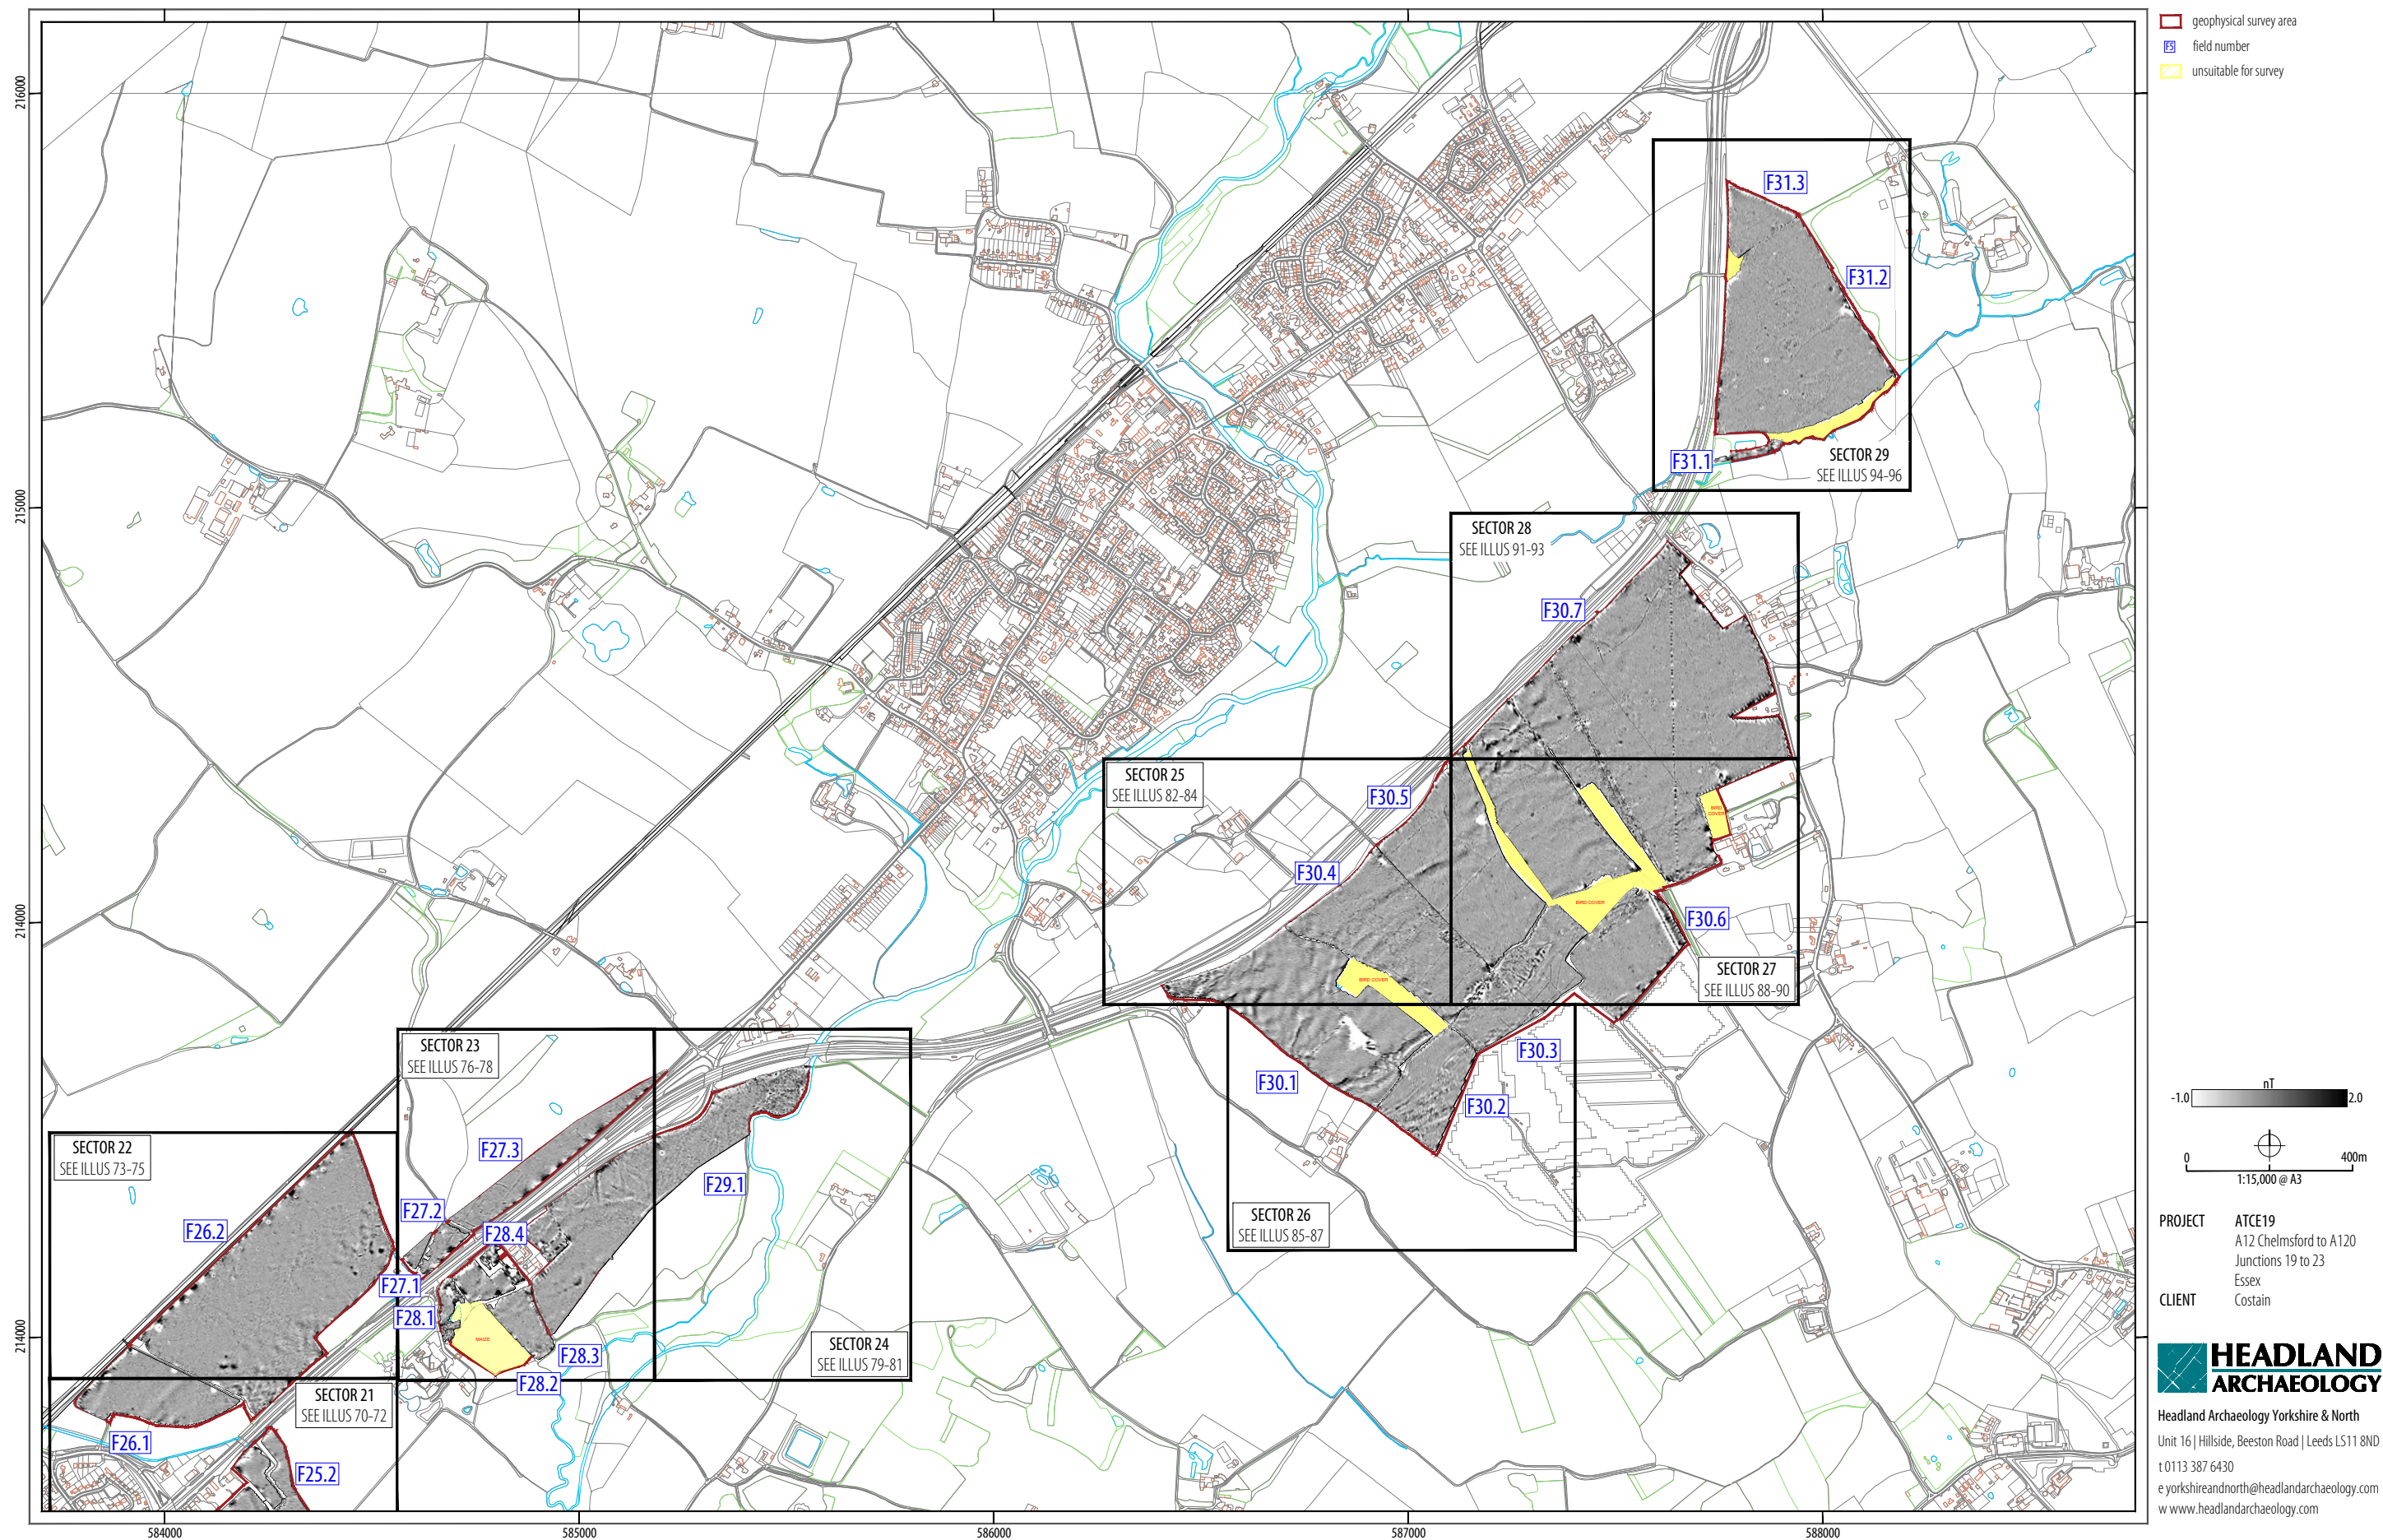 geophysical survey area
F5 field number
unsuitable for survey
216000
215000
214000
214000
584000
585000
586000
587000
588000
F31.3
F31.2
F31.1
SECTOR 29
SEE ILLUS 94-96
SECTOR 28
SEE ILLUS 91-93
F30.7
SECTOR 25
SEE ILLUS 82-84
F30.5
F30.4
BIRD
COVER
BIRD COVER
BIRD COVER
F30.6
SECTOR 27
SEE ILLUS 88-90
F30.3
F30.1
F30.2
SECTOR 26
SEE ILLUS 85-87
SECTOR 23
SEE ILLUS 76-78
SECTOR 22
SEE ILLUS 73-75
F27.3
F29.1
F27.2
F26.2
F28.4
F27.1
F28.1
MAIZE
F28.3
SECTOR 24
SEE ILLUS 79-81
F28.2
SECTOR 21
SEE ILLUS 70-72
F26.1
F25.2
nT
-1.0 2.0
0 400m
1:15,000 @ A3
PROJECT ATCE19
A12 Chelmsford to A120
Junctions 19 to 23
Essex
CLIENT Costain
HEADLAND
ARCHAEOLOGY
Headland Archaeology Yorkshire & North
Unit 16 | Hillside, Beeston Road | Leeds LS11 8ND
t 0113 387 6430
e yorkshireandnorth@headlandarchaeology.com
w www.headlandarchaeology.com